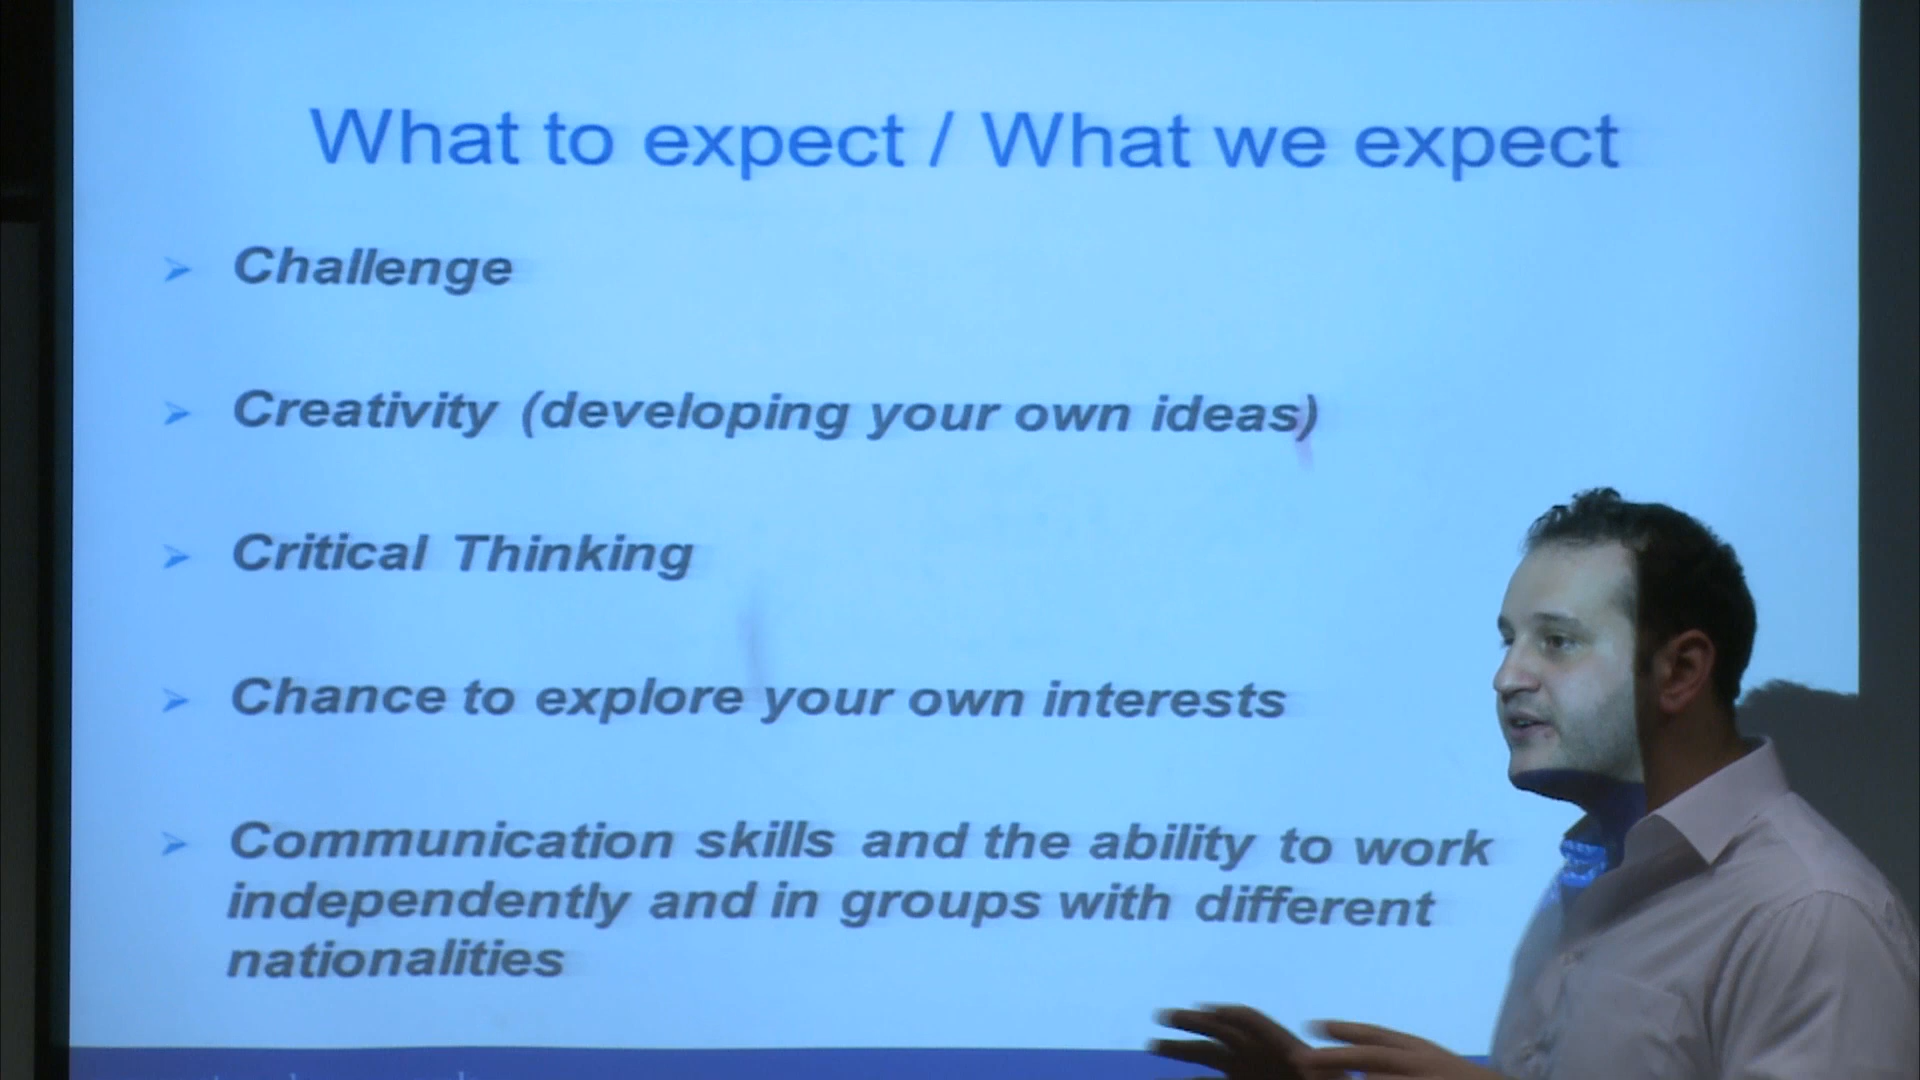 What to expect / What we expect
Challenge
Creativity (developing your own ideas)
Critical Thinking
Chance to explore your own interests
Communication skills and the ability to work
independently and in groups with different
nationalities